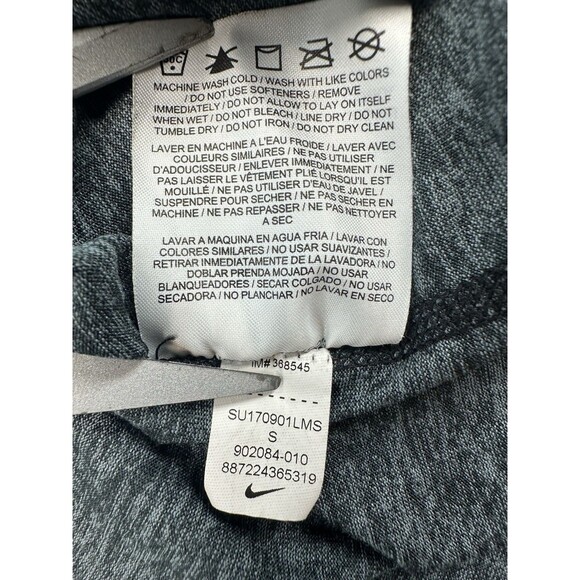 MACHINE WASH COLD / WASH WITH LIKE COLORS
/ DO NOT USE SOFTENERS / REMOVE
IMMEDIATELY / DO NOT ALLOW TO LAY ON ITSELF
WHEN WET / DO NOT BLEACH / LINE DRY / DO NOT
TUMBLE DRY / DO NOT IRON / DO NOT DRY CLEAN
LAVER EN MACHINE A L'EAU FROIDE / LAVER AVEC
COULEURS SIMILAIRES / NE PAS UTILISER
D'ADOUCISSEUR / ENLEVER IMMEDIATEMENT / NE
PAS LAISSER LE VÊTEMENT PLIÉ LORSQU'IL EST
MOUILLÉ / NE PAS UTILISER D'EAU DE JAVEL /
SUSPENDRE POUR SECHER / NE PAS SECHER EN
MACHINE / NE PAS REPASSER / NE PAS NETTOYER
A SEC
LAVAR A MAQUINA EN AGUA FRIA / LAVAR CON
COLORES SIMILARES / NO USAR SUAVIZANTES /
RETIRAR IMMEDIATAMENTE DE LA LAVADORA / NO
DOBLAR PRENDA MOJADA / NO USAR
BLANQUEADORES / SECAR COLGADO / NO USAR
SECADORA / NO PLANCHAR / NO LAVAR EN SECO
IM# 368545
SU170901LMS
S
902084-010
887224365319